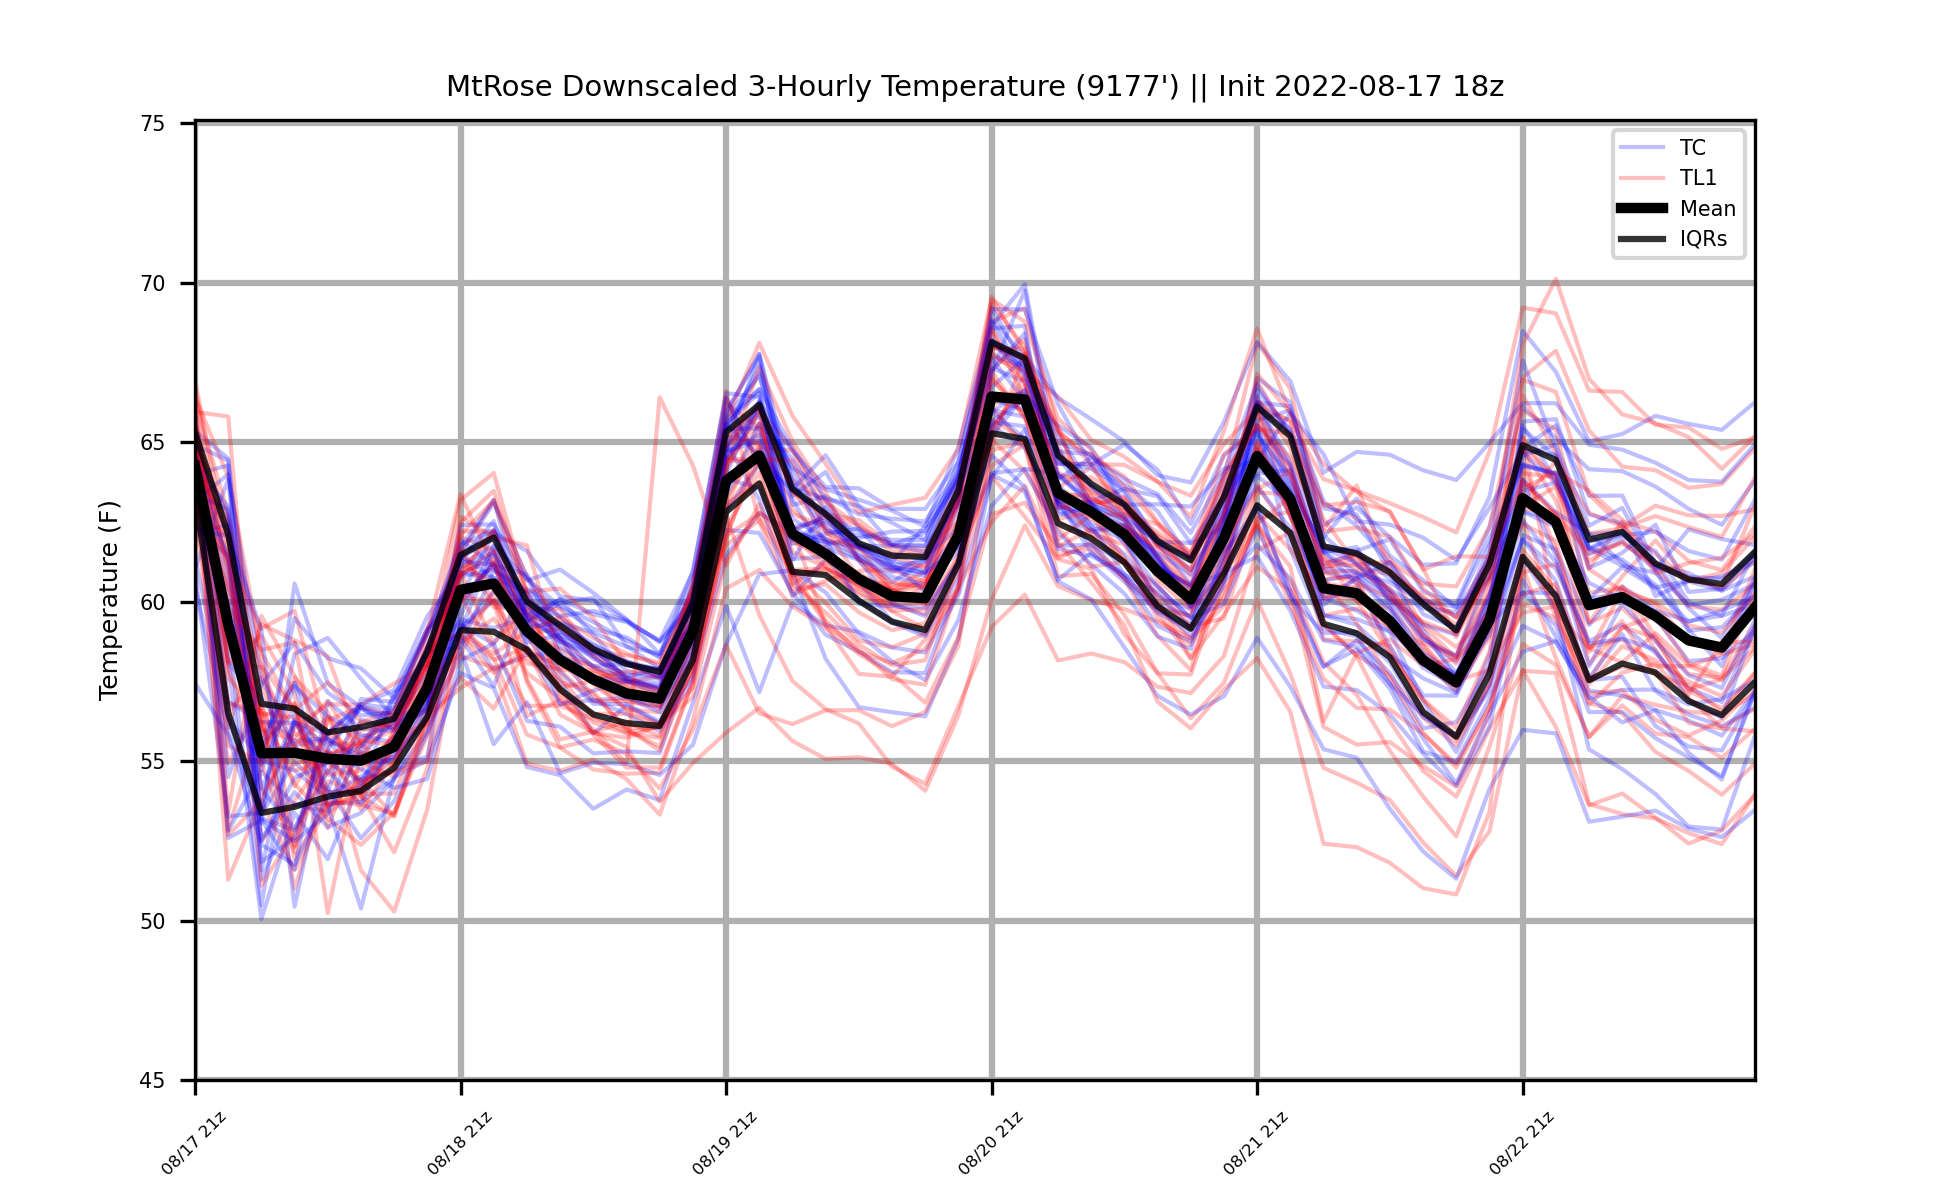 MtRose Downscaled 3-Hourly Temperature (9177') || Init 2022-08-17 18z
TC
TL1
Mean
IQRs
Temperature (F)
75
70
65
60
55
50
45
08/17 21z
08/18 21z
08/19 21z
08/20 21z
08/21 21z
08/22 21z